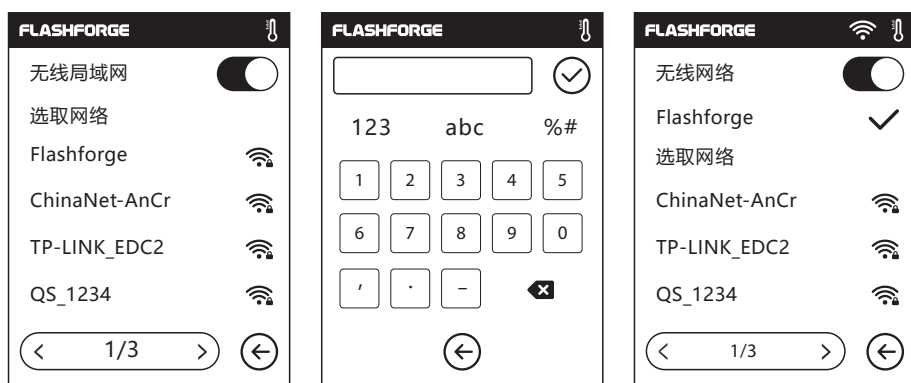 FLASHFORGE
无线局域网
选取网络
Flashforge
ChinaNet-AnCr
TP-LINK_EDC2
QS_1234
< 1/3 >
FLASHFORGE
123 abc %#
1 2 3 4 5
6 7 8 9 0
, . -
FLASHFORGE
无线网络
Flashforge
选取网络
ChinaNet-AnCr
TP-LINK_EDC2
QS_1234
< 1/3 >